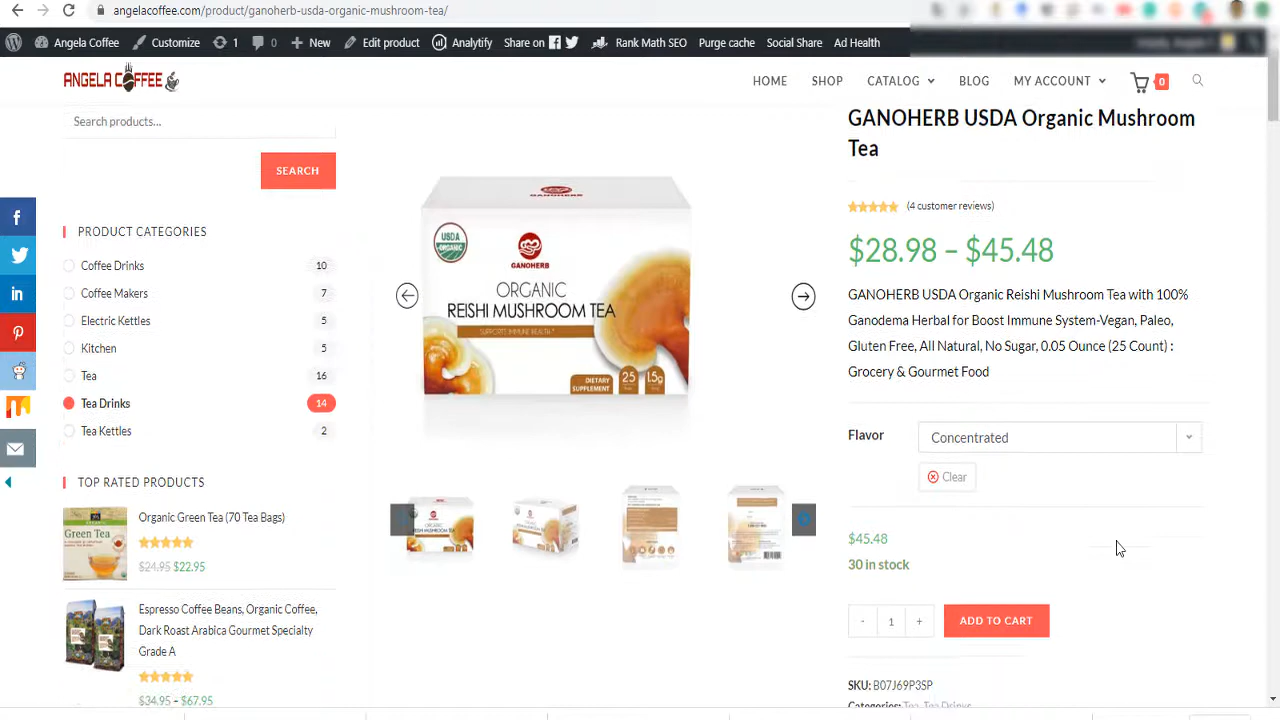 angelacoffee.com/product/ganoherb-usda-organic-mushroom-tea/
Angela Coffee Customize 1 0 New Edit product Analytify Share on Rank Math SEO Purge cache Social Share Ad Health
ANGELA COFFEE
HOME SHOP CATALOG BLOG MY ACCOUNT 0
Search products...
SEARCH
PRODUCT CATEGORIES
Coffee Drinks 10
Coffee Makers 7
Electric Kettles 5
Kitchen 5
Tea 16
Tea Drinks 14
Tea Kettles 2
TOP RATED PRODUCTS
Organic Green Tea (70 Tea Bags)
$24.95 $22.95
Espresso Coffee Beans, Organic Coffee,
Dark Roast Arabica Gourmet Specialty
Grade A
$34.95 – $67.95
Green Tea
GANOHERB
USDA
ORGANIC
GANOHERB
ORGANIC
REISHI MUSHROOM TEA
SUPPORTS IMMUNE HEALTH*
DIETARY
SUPPLEMENT
25
1.5g
REISHI MUSHROOM TEA
GANOHERB USDA Organic Mushroom
Tea
(4 customer reviews)
$28.98 – $45.48
GANOHERB USDA Organic Reishi Mushroom Tea with 100%
Ganoderma Herbal for Boost Immune System-Vegan, Paleo,
Gluten Free, All Natural, No Sugar, 0.05 Ounce (25 Count) :
Grocery & Gourmet Food
Flavor Concentrated
Clear
$45.48
30 in stock
- 1 + ADD TO CART
SKU: B07J69P3SP
Categories: Tea, Tea Drinks